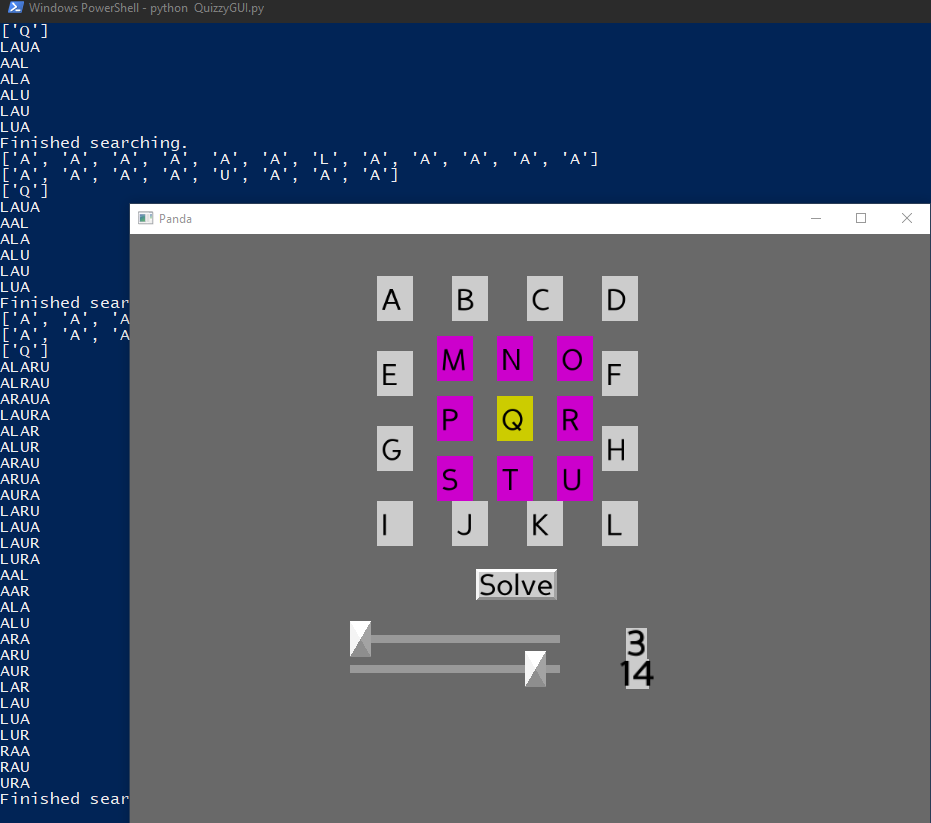 Windows PowerShell - python  QuizzyGUI.py
['Q']
LAUA
AAL
ALA
ALU
LAU
LUA
Finished searching.
['A', 'A', 'A', 'A', 'A', 'A', 'L', 'A', 'A', 'A', 'A', 'A']
['A', 'A', 'A', 'A', 'U', 'A', 'A', 'A']
['Q']
LAUA
AAL
ALA
ALU
LAU
LUA
Finished sear
['A', 'A', 'A
['A', 'A', 'A
['Q']
ALARU
ALRAU
ARAUA
LAURA
ALAR
ALUR
ARAU
ARUA
AURA
LARU
LAUA
LAUR
LURA
AAL
AAR
ALA
ALU
ARA
ARU
AUR
LAR
LAU
LUA
LUR
RAA
RAU
URA
Finished sear
Panda
A B C D
M N O
E F
P Q R
G H
S T U
I J K L
Solve
3
14